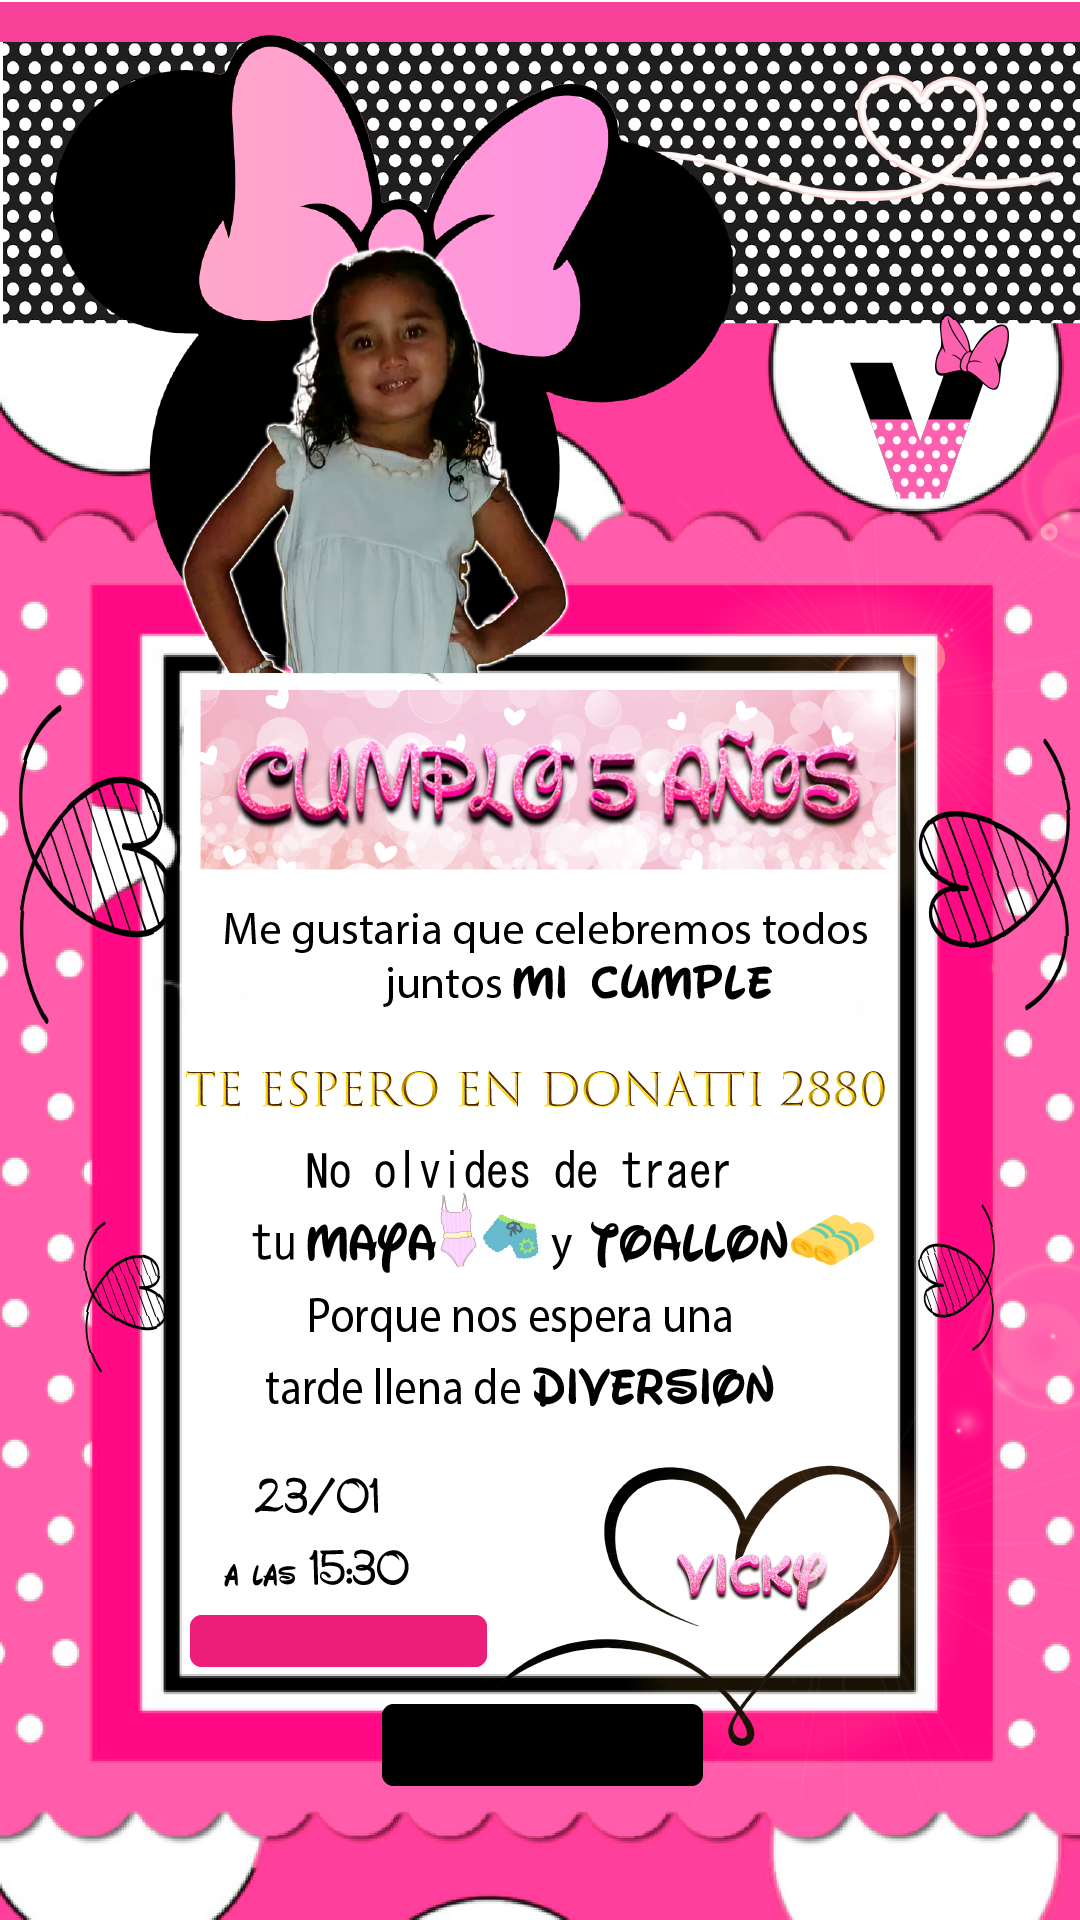 V
CUMPLO 5 AÑOS
Me gustaria que celebremos todos
juntos MI CUMPLE
TE ESPERO EN DONATTI 2880
No olvides de traer
tu MAYA y TOALLON
Porque nos espera una
tarde llena de DIVERSION
23/01
A LAS 15:30
VICKY